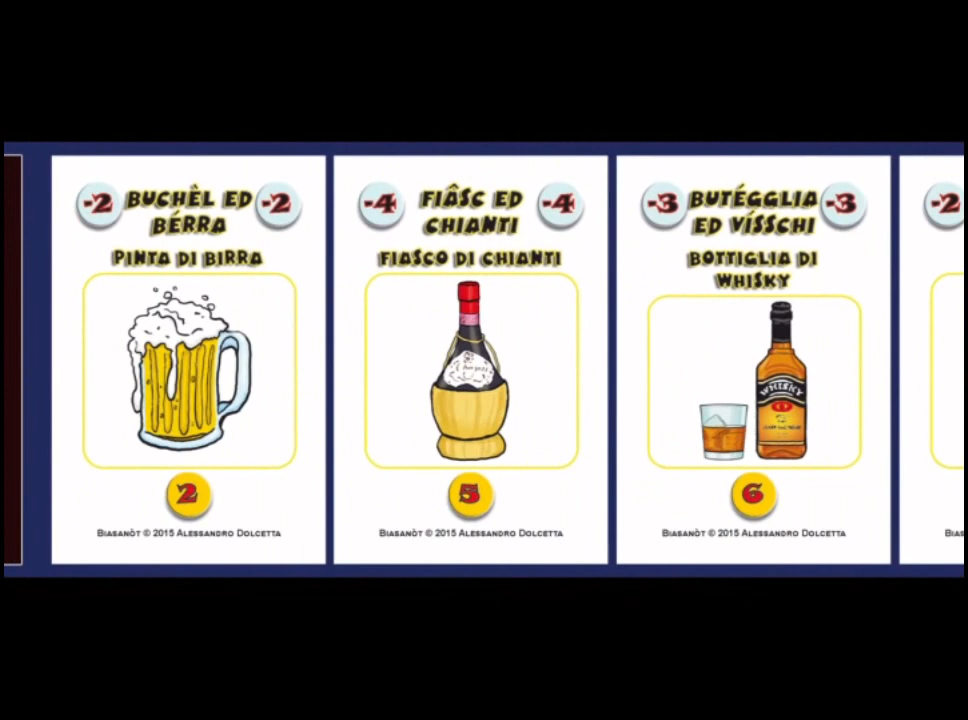 -2 BUCHÈL ED -2
BÉRRA
PINTA DI BIRRA
2
BIASANÒT © 2015 ALESSANDRO DOLCETTA
-4 FIÂSC ED -4
CHIANTI
FIASCO DI CHIANTI
5
BIASANÒT © 2015 ALESSANDRO DOLCETTA
-3 BUTÉGGLIA -3
ED VÍSSCHI
BOTTIGLIA DI
WHISKY
WHISKY
6
BIASANÒT © 2015 ALESSANDRO DOLCETTA
-2